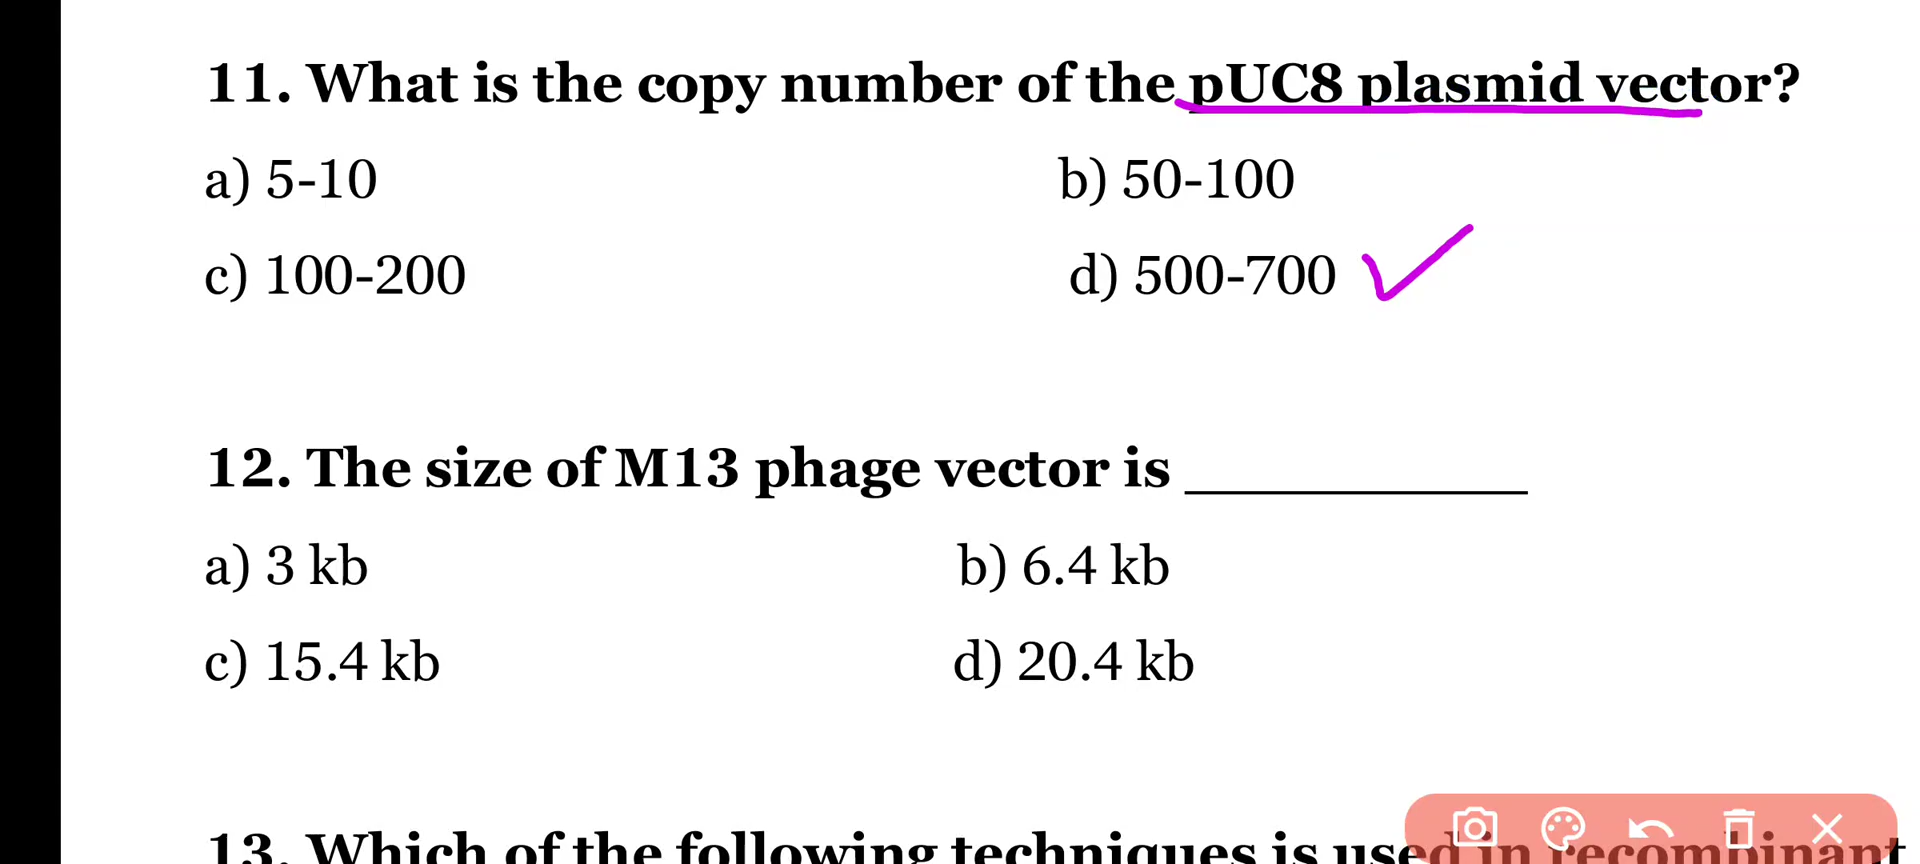 11. What is the copy number of the pUC8 plasmid vector?
a) 5-10 b) 50-100
c) 100-200 d) 500-700
12. The size of M13 phage vector is ____________
a) 3 kb b) 6.4 kb
c) 15.4 kb d) 20.4 kb
13. Which of the following techniques is used in recombinant